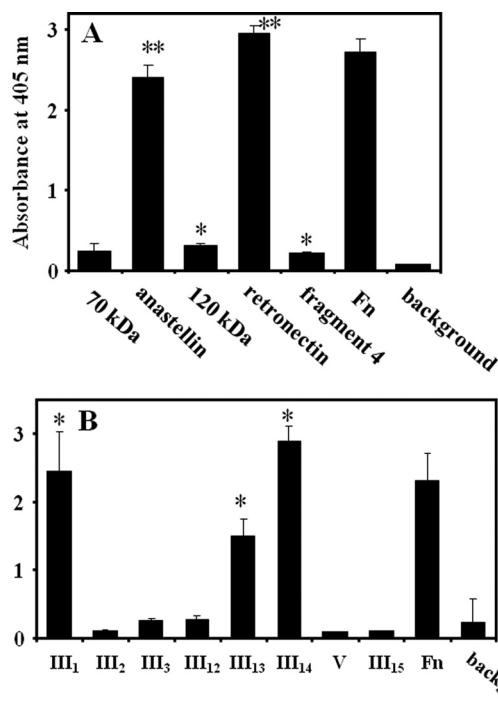 A
Absorbance at 405 nm
3
2
1
0
** * ** *
70 kDa
anastellin
120 kDa
retronectin
fragment 4
Fn
background
B
3
2
1
0
* * *
III1 III2 III3 III12 III13 III14 V III15 Fn backg